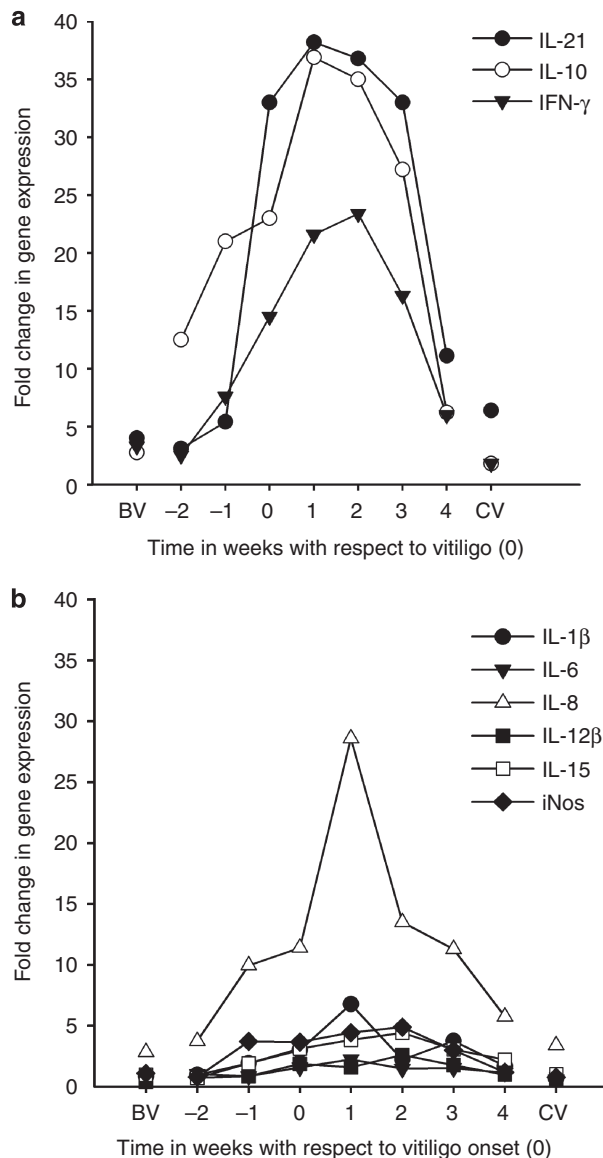 a
40
35
30
25
20
15
10
5
0
Fold change in gene expression
IL-21
IL-10
IFN-γ
BV –2 –1 0 1 2 3 4 CV
Time in weeks with respect to vitiligo (0)
b
40
35
30
25
20
15
10
5
0
Fold change in gene expression
IL-1β
IL-6
IL-8
IL-12β
IL-15
iNos
BV –2 –1 0 1 2 3 4 CV
Time in weeks with respect to vitiligo onset (0)